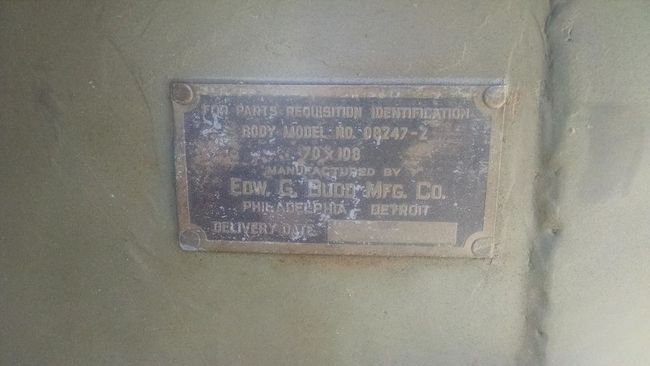 FOR PARTS REQUISITION IDENTIFICATION
BODY MODEL NO. 08247-Z
70 X 108
MANUFACTURED BY
EDW. G. BUDD MFG. CO.
PHILADELPHIA - DETROIT
DELIVERY DATE